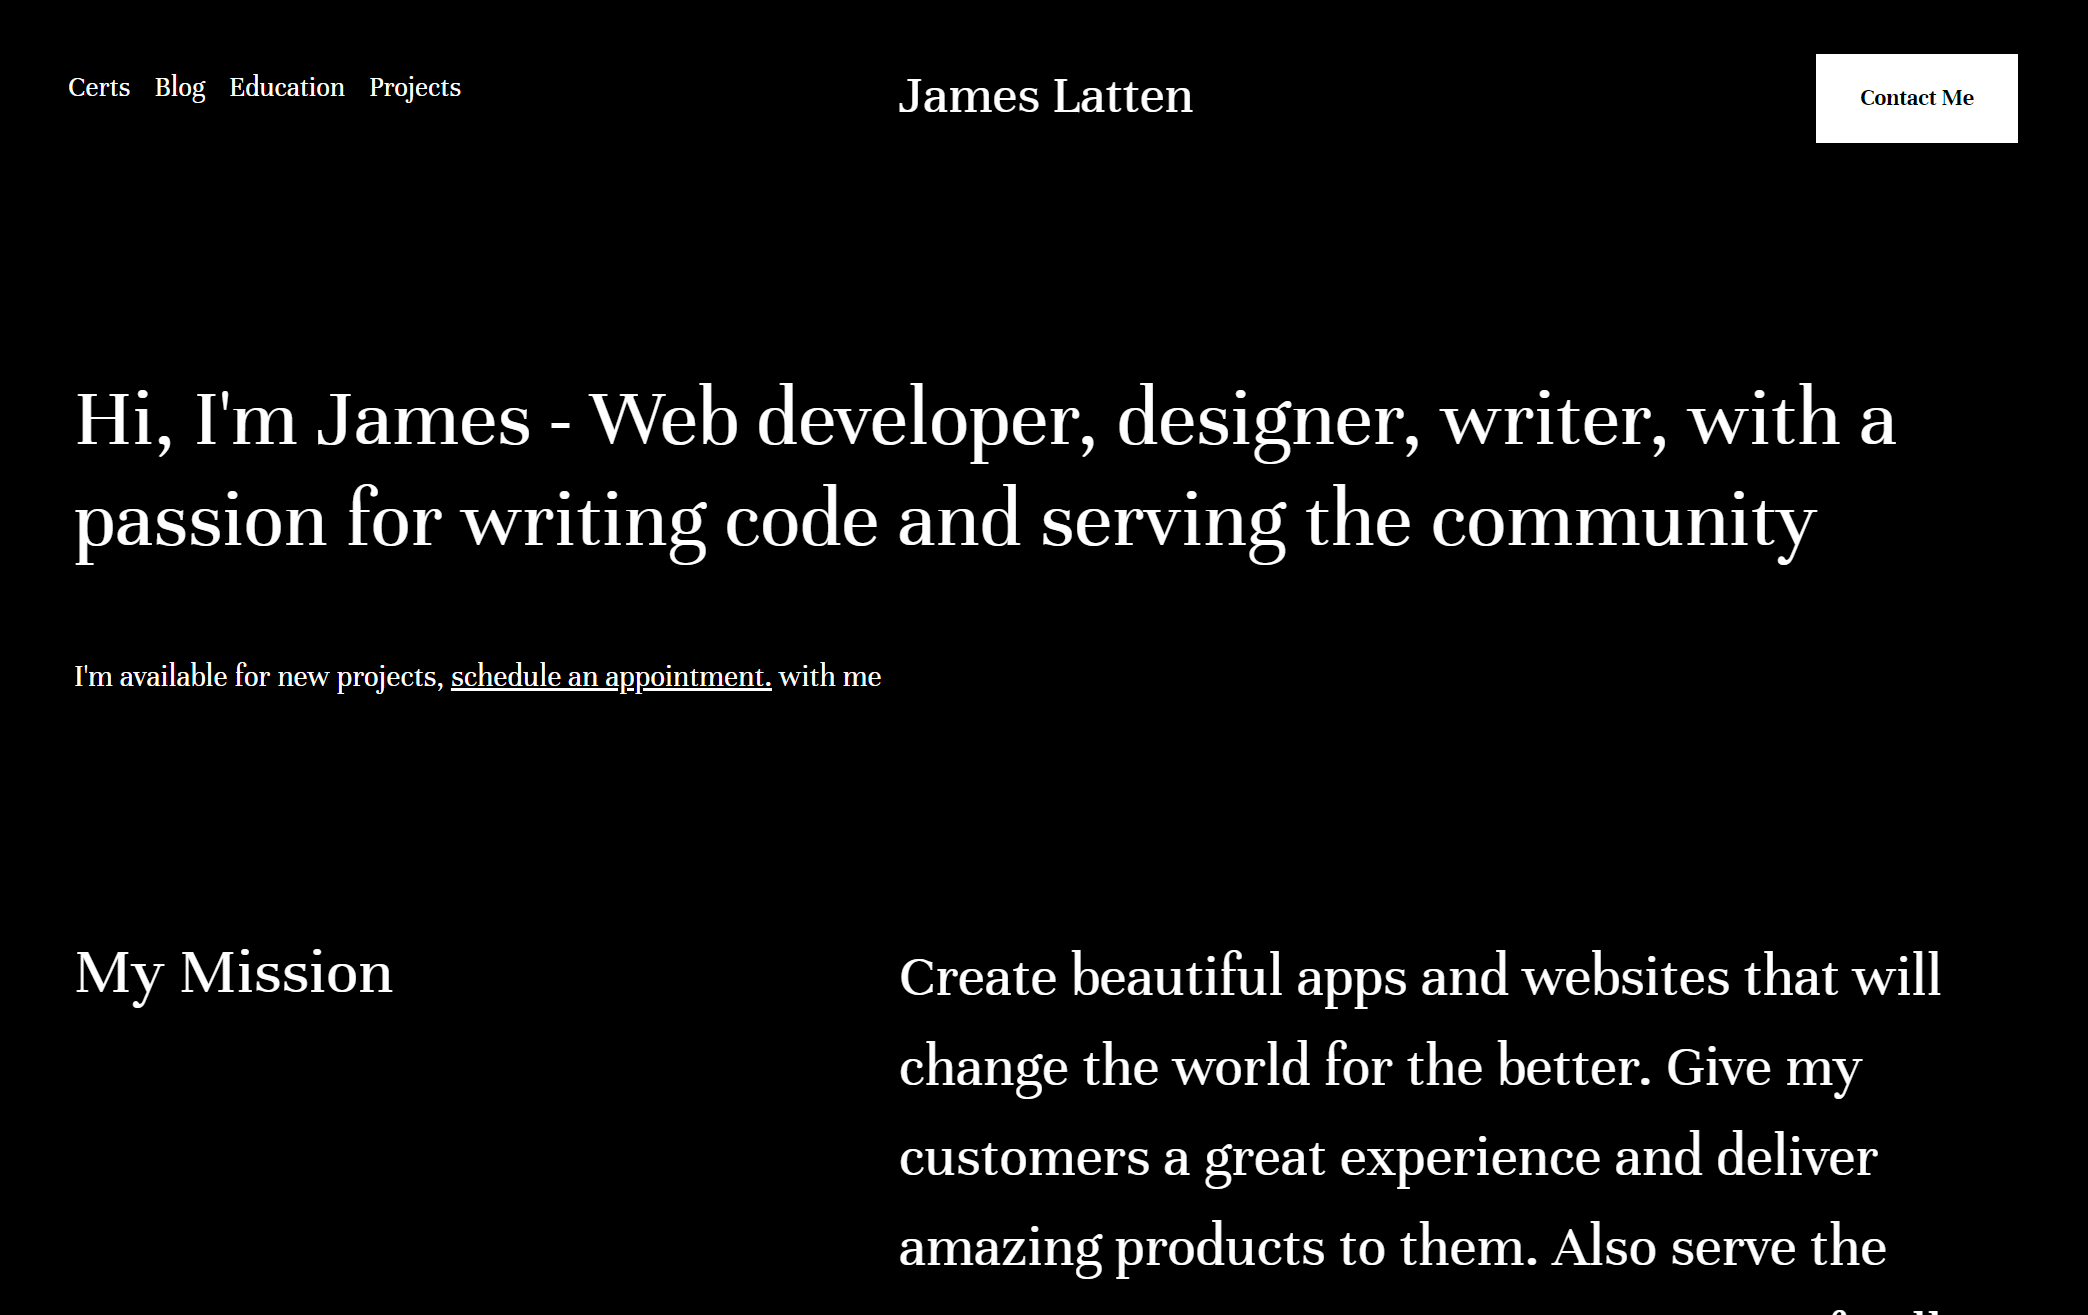 Certs Blog Education Projects
James Latten
Contact Me
Hi, I'm James - Web developer, designer, writer, with a
passion for writing code and serving the community
I'm available for new projects, schedule an appointment. with me
My Mission
Create beautiful apps and websites that will
change the world for the better. Give my
customers a great experience and deliver
amazing products to them. Also serve the